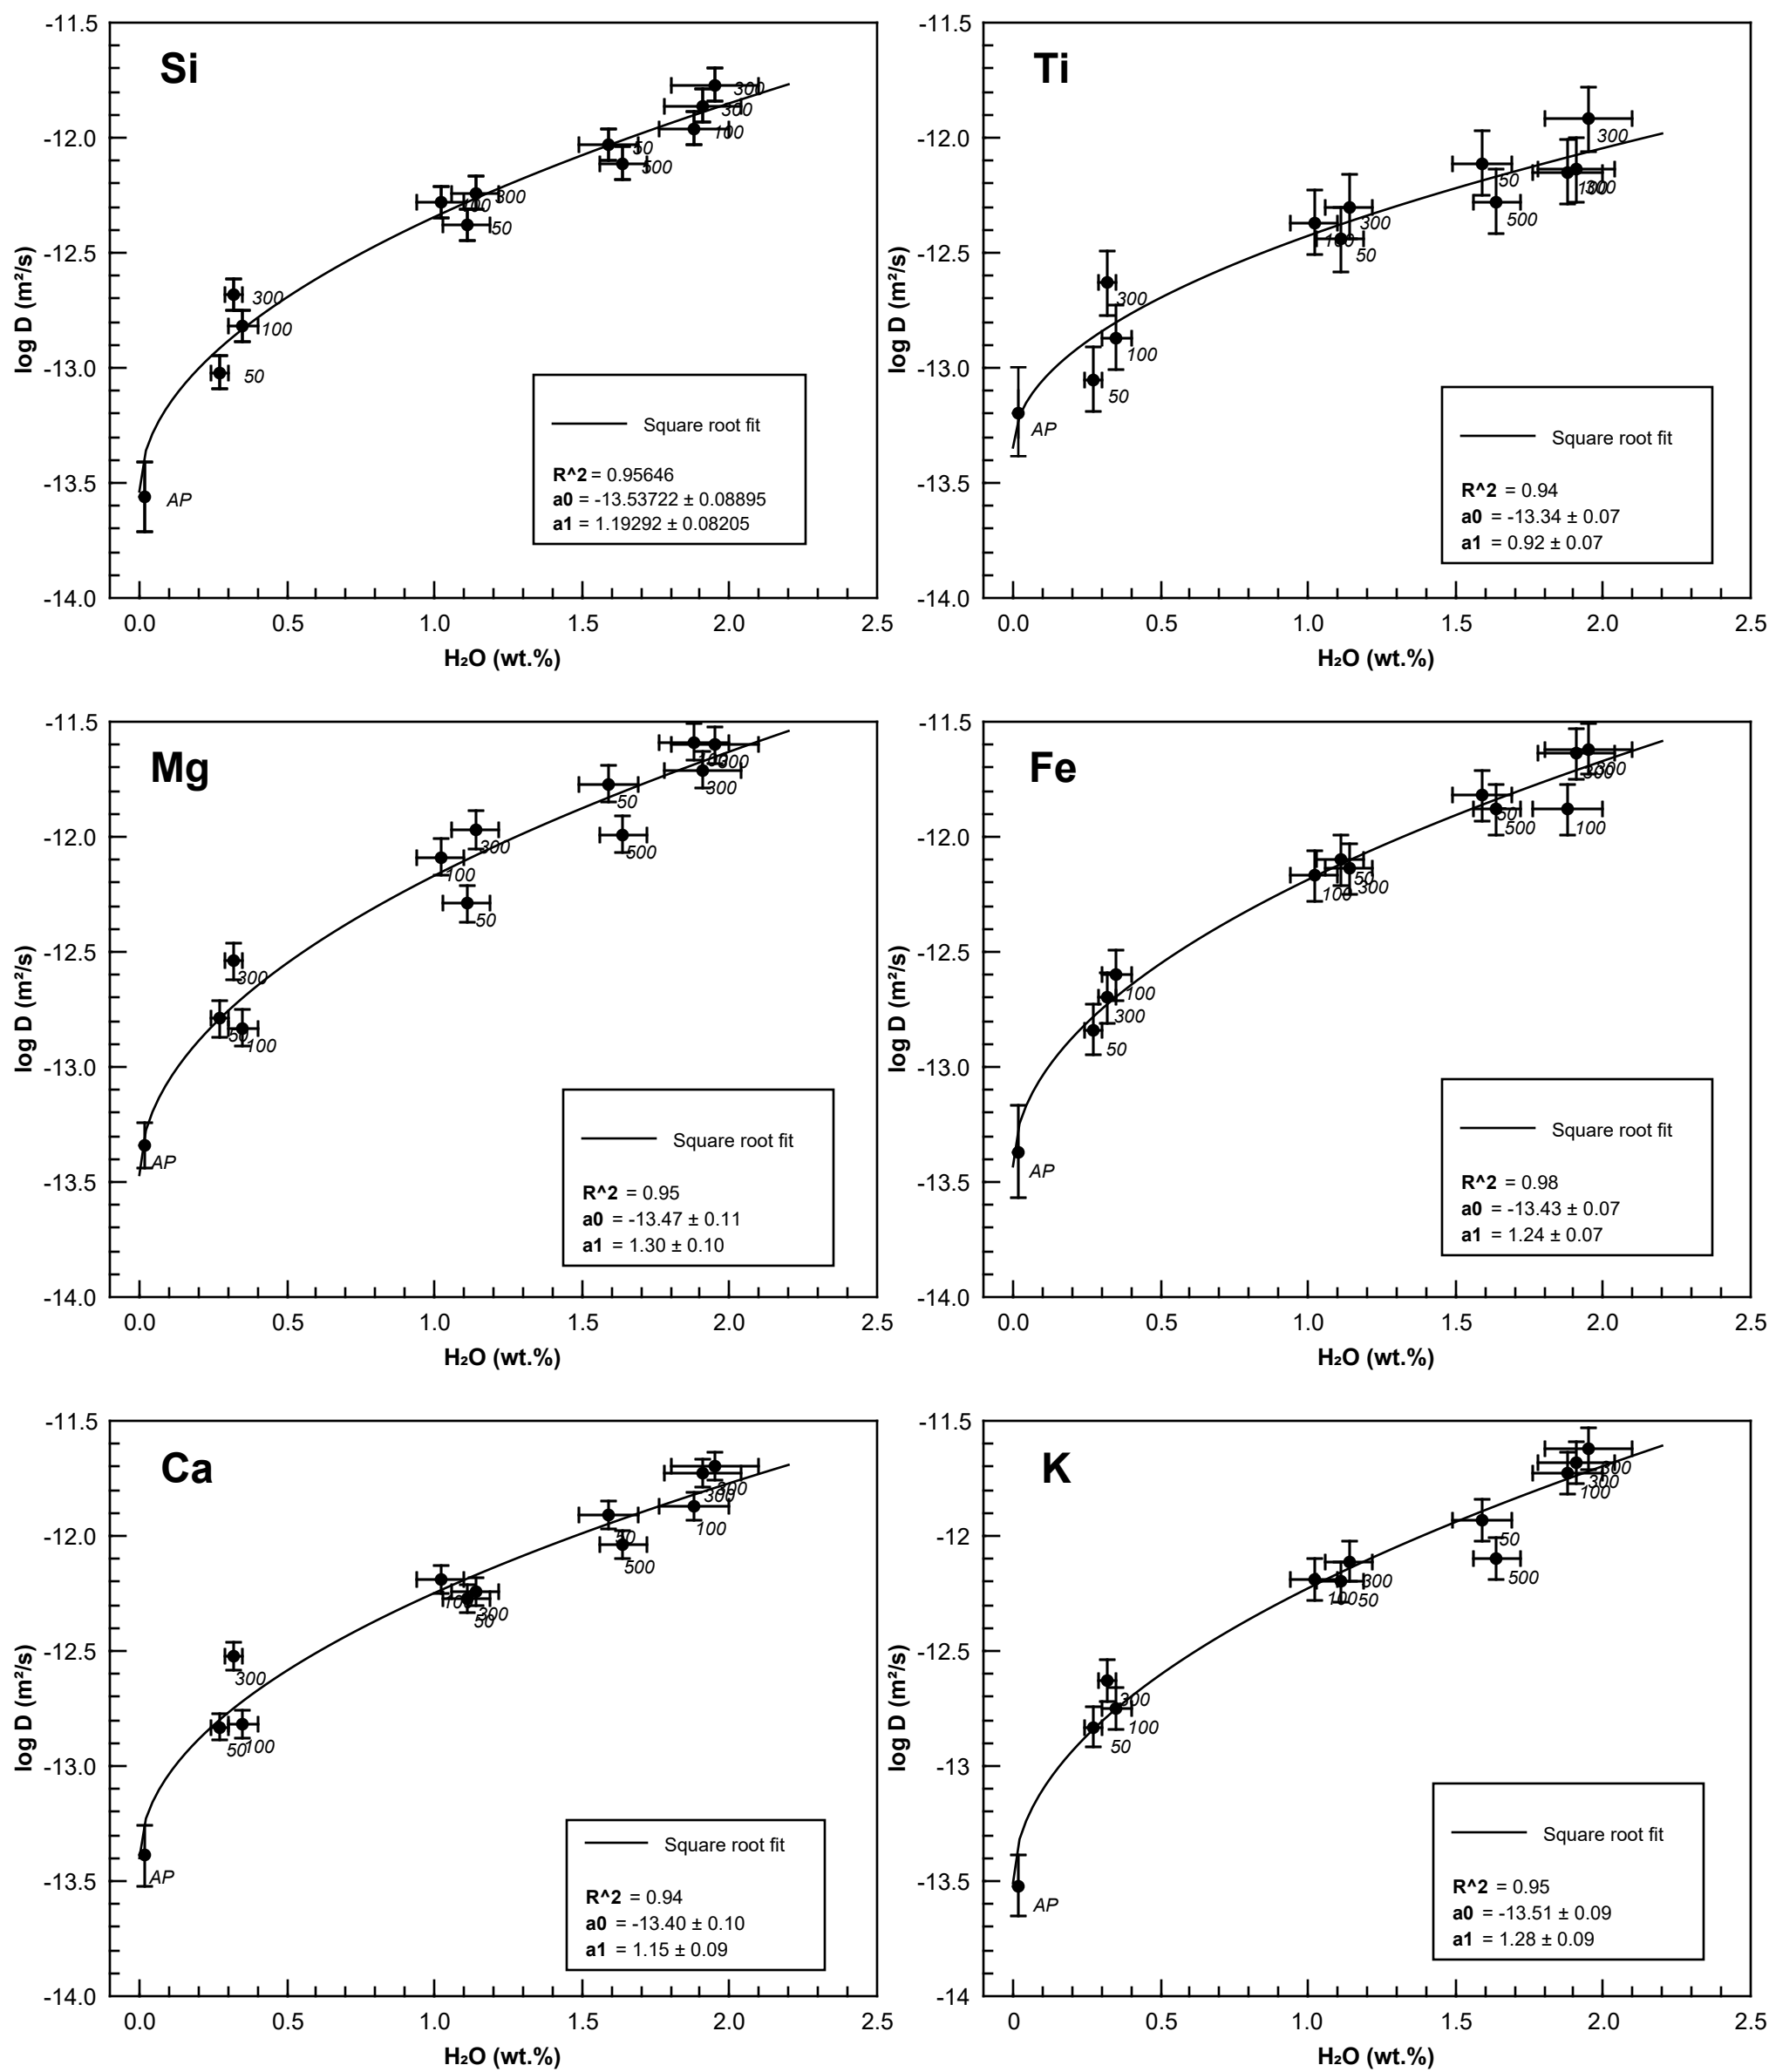 Si
-11.5
-12.0
-12.5
-13.0
-13.5
-14.0
log D (m²/s)
300
300
100
50
500
300
100
50
300
100
50
AP
Square root fit
R^2 = 0.95646
a0 = -13.53722 ± 0.08895
a1 = 1.19292 ± 0.08205
0.0 0.5 1.0 1.5 2.0 2.5
H₂O (wt.%)
Ti
-11.5
-12.0
-12.5
-13.0
-13.5
-14.0
log D (m²/s)
300
50
100
300
500
300
100
50
300
100
50
AP
Square root fit
R^2 = 0.94
a0 = -13.34 ± 0.07
a1 = 0.92 ± 0.07
0.0 0.5 1.0 1.5 2.0 2.5
H₂O (wt.%)
Mg
-11.5
-12.0
-12.5
-13.0
-13.5
-14.0
log D (m²/s)
100
300
300
50
500
300
100
50
300
50
100
AP
Square root fit
R^2 = 0.95
a0 = -13.47 ± 0.11
a1 = 1.30 ± 0.10
0.0 0.5 1.0 1.5 2.0 2.5
H₂O (wt.%)
Fe
-11.5
-12.0
-12.5
-13.0
-13.5
-14.0
log D (m²/s)
300
300
50
500
100
50
300
100
100
300
50
AP
Square root fit
R^2 = 0.98
a0 = -13.43 ± 0.07
a1 = 1.24 ± 0.07
0.0 0.5 1.0 1.5 2.0 2.5
H₂O (wt.%)
Ca
-11.5
-12.0
-12.5
-13.0
-13.5
-14.0
log D (m²/s)
300
300
100
50
500
100
300
50
300
50
100
AP
Square root fit
R^2 = 0.94
a0 = -13.40 ± 0.10
a1 = 1.15 ± 0.09
0.0 0.5 1.0 1.5 2.0 2.5
H₂O (wt.%)
K
-11.5
-12.0
-12.5
-13
-13.5
-14
log D (m²/s)
300
300
100
50
500
300
100
50
300
100
50
AP
Square root fit
R^2 = 0.95
a0 = -13.51 ± 0.09
a1 = 1.28 ± 0.09
0 0.5 1.0 1.5 2.0 2.5
H₂O (wt.%)